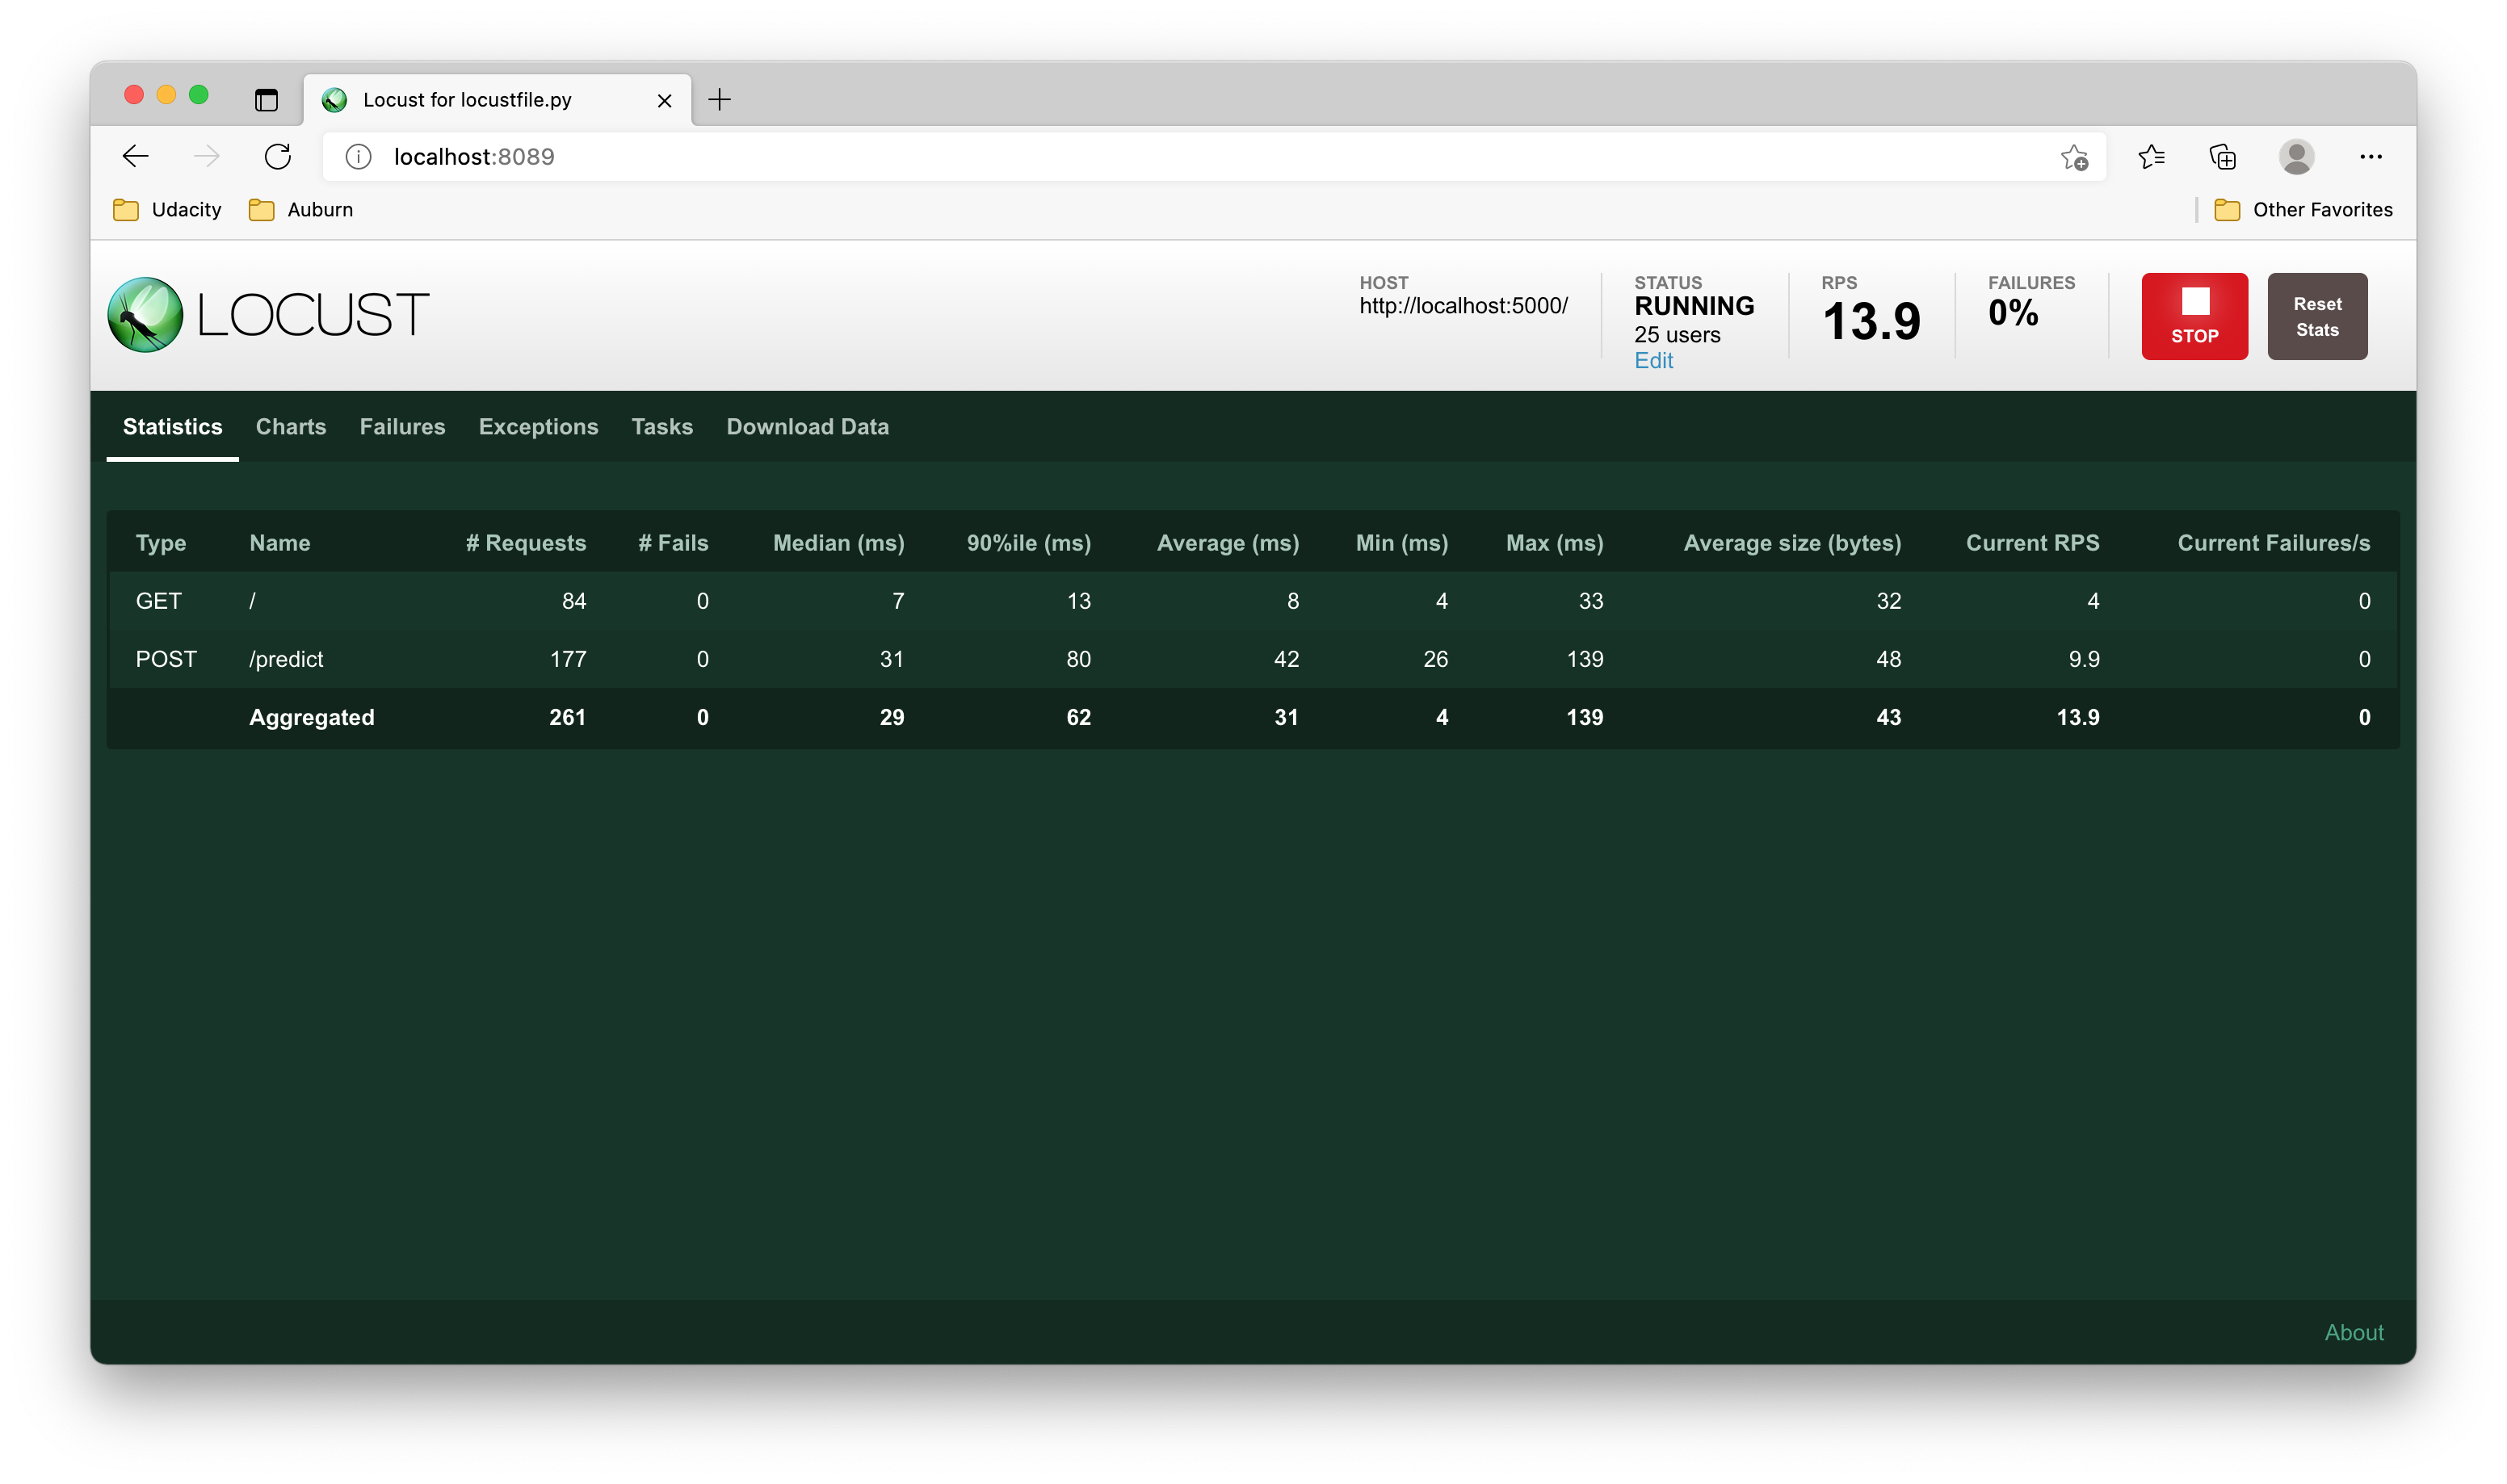 Locust for locustfile.py
localhost:8089
Udacity Auburn Other Favorites
LOCUST
HOST
http://localhost:5000/
STATUS
RUNNING
25 users
Edit
RPS
13.9
FAILURES
0%
STOP
Reset
Stats
Statistics Charts Failures Exceptions Tasks Download Data
Type Name # Requests # Fails Median (ms) 90%ile (ms) Average (ms) Min (ms) Max (ms) Average size (bytes) Current RPS Current Failures/s
GET / 84 0 7 13 8 4 33 32 4 0
POST /predict 177 0 31 80 42 26 139 48 9.9 0
Aggregated 261 0 29 62 31 4 139 43 13.9 0
About